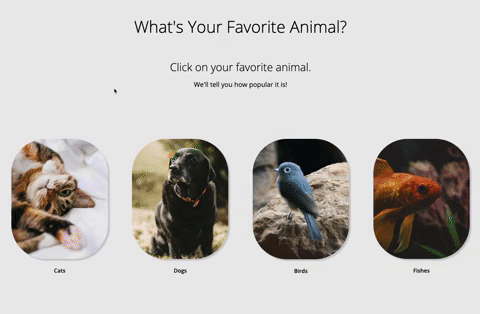 What's Your Favorite Animal?
Click on your favorite animal.
We'll tell you how popular it is!
Cats
Dogs
Birds
Fishes